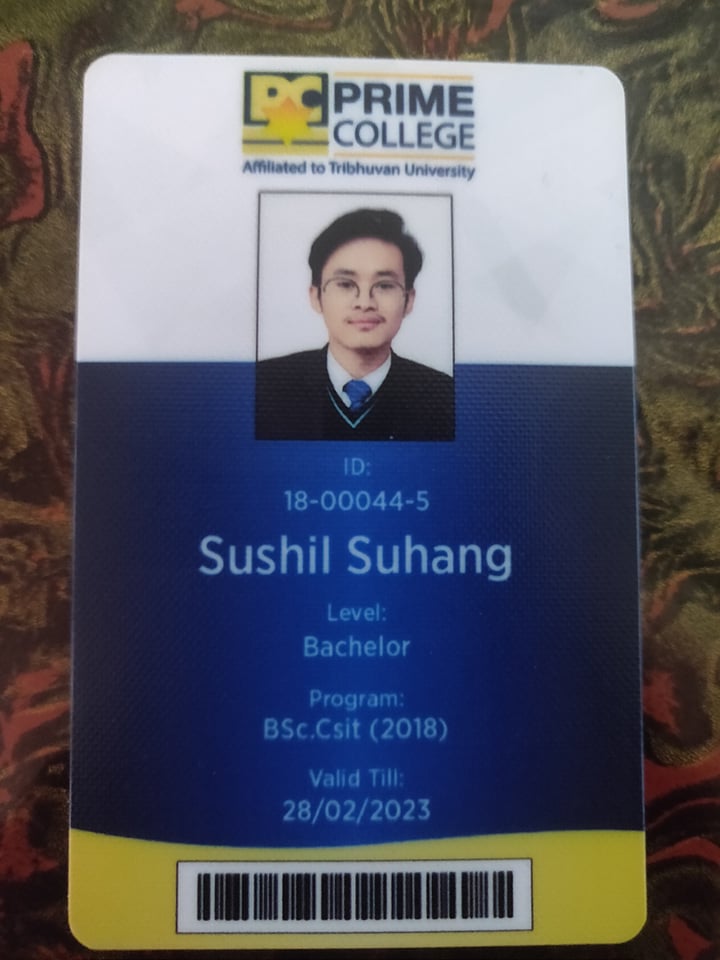 PC PRIME
COLLEGE
Affiliated to Tribhuvan University
ID:
18-00044-5
Sushil Suhang
Level:
Bachelor
Program:
BSc.Csit (2018)
Valid Till:
28/02/2023